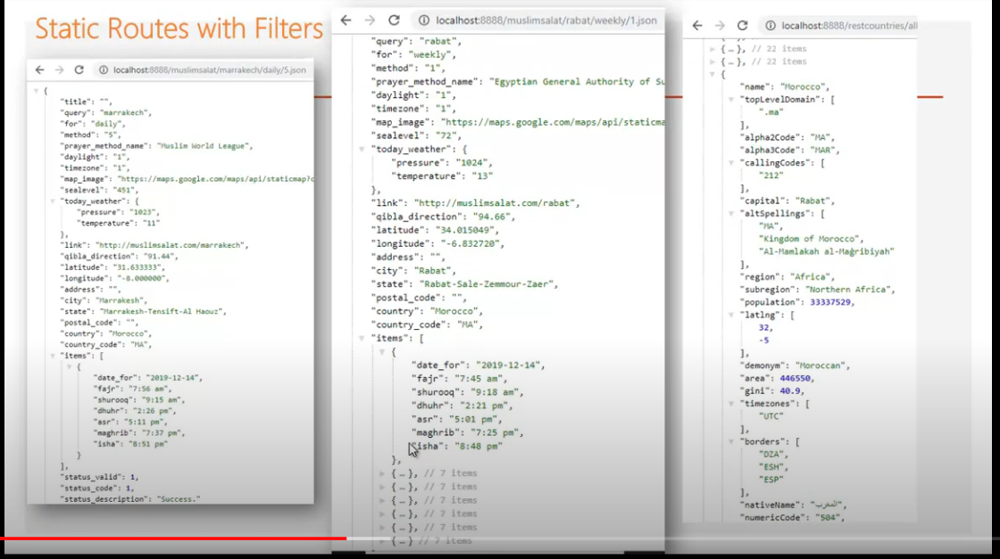 Static Routes with Filters
localhost:8888/muslimsalat/marrakech/daily/5.json
{
"title": "",
"query": "marrakech",
"for": "daily",
"method": "5",
"prayer_method_name": "Muslim World League",
"daylight": "1",
"timezone": "1",
"map_image": "https://maps.google.com/maps/api/staticmap?c
"sealevel": "451",
"today_weather": {
"pressure": "1023",
"temperature": "11"
},
"link": "http://muslimsalat.com/marrakech",
"qibla_direction": "91.44",
"latitude": "31.633333",
"longitude": "-8.000000",
"address": "",
"city": "Marrakesh",
"state": "Marrakesh-Tensift-Al Haouz",
"postal_code": "",
"country": "Morocco",
"country_code": "MA",
"items": [
{
"date_for": "2019-12-14",
"fajr": "7:56 am",
"shurooq": "9:15 am",
"dhuhr": "2:26 pm",
"asr": "5:11 pm",
"maghrib": "7:37 pm",
"isha": "8:51 pm"
}
],
"status_valid": 1,
"status_code": 1,
"status_description": "Success."
localhost:8888/muslimsalat/rabat/weekly/1.json
"query": "rabat",
"for": "weekly",
"method": "1",
"prayer_method_name": "Egyptian General Authority of Su
"daylight": "1",
"timezone": "1",
"map_image": "https://maps.google.com/maps/api/staticma
"sealevel": "72",
"today_weather": {
"pressure": "1024",
"temperature": "13"
},
"link": "http://muslimsalat.com/rabat",
"qibla_direction": "94.66",
"latitude": "34.015049",
"longitude": "-6.832720",
"address": "",
"city": "Rabat",
"state": "Rabat-Sale-Zemmour-Zaer",
"postal_code": "",
"country": "Morocco",
"country_code": "MA",
"items": [
{
"date_for": "2019-12-14",
"fajr": "7:45 am",
"shurooq": "9:18 am",
"dhuhr": "2:21 pm",
"asr": "5:01 pm",
"maghrib": "7:25 pm",
"isha": "8:48 pm"
},
{ … }, // 7 items
{ … }, // 7 items
{ … }, // 7 items
{ … }, // 7 items
{ … }, // 7 items
{ … } // 7 items
localhost:8888/restcountries/all
{ … }, // 22 items
{ … }, // 22 items
{
"name": "Morocco",
"topLevelDomain": [
".ma"
],
"alpha2Code": "MA",
"alpha3Code": "MAR",
"callingCodes": [
"212"
],
"capital": "Rabat",
"altSpellings": [
"MA",
"Kingdom of Morocco",
"Al-Mamlakah al-Maġribiyah"
],
"region": "Africa",
"subregion": "Northern Africa",
"population": 33337529,
"latlng": [
32,
-5
],
"demonym": "Moroccan",
"area": 446550,
"gini": 40.9,
"timezones": [
"UTC"
],
"borders": [
"DZA",
"ESH",
"ESP"
],
"nativeName": "المغرب",
"numericCode": "504",